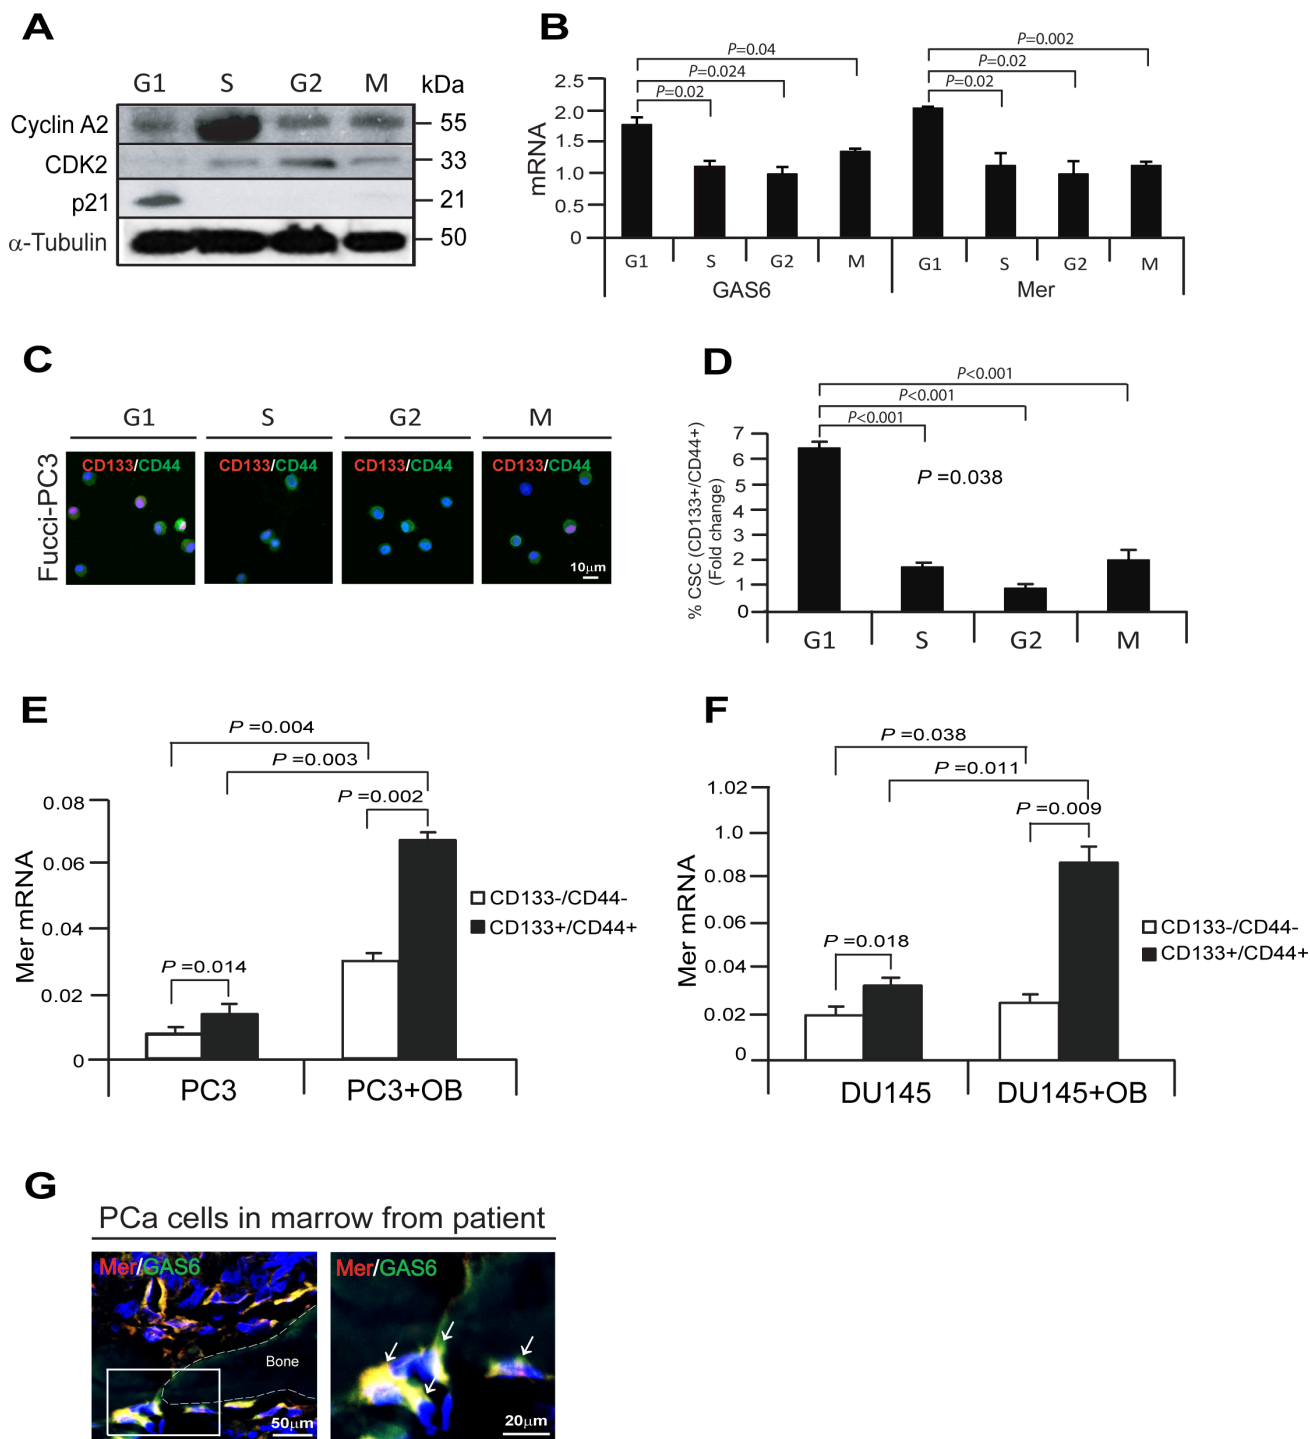 A
G1 S G2 M kDa
Cyclin A2 55
CDK2 33
p21 21
α-Tubulin 50
B
P=0.04
P=0.024
P=0.02
P=0.002
P=0.02
P=0.02
mRNA
2.5
2.0
1.5
1.0
0.5
0
G1 S G2 M G1 S G2 M
GAS6 Mer
C
G1 S G2 M
Fucci-PC3
CD133/CD44 CD133/CD44 CD133/CD44 CD133/CD44
10μm
D
P<0.001
P<0.001
P<0.001
P =0.038
% CSC (CD133+/CD44+)
(Fold change)
7
6
5
4
3
2
1
0
G1 S G2 M
E
P =0.004
P =0.003
P =0.002
P =0.014
Mer mRNA
0.08
0.06
0.04
0.02
0
CD133-/CD44-
CD133+/CD44+
PC3 PC3+OB
F
P =0.038
P =0.011
P =0.009
P =0.018
Mer mRNA
1.02
1.0
0.08
0.06
0.04
0.02
0
CD133-/CD44-
CD133+/CD44+
DU145 DU145+OB
G
PCa cells in marrow from patient
Mer/GAS6 Mer/GAS6
Bone
50μm 20μm